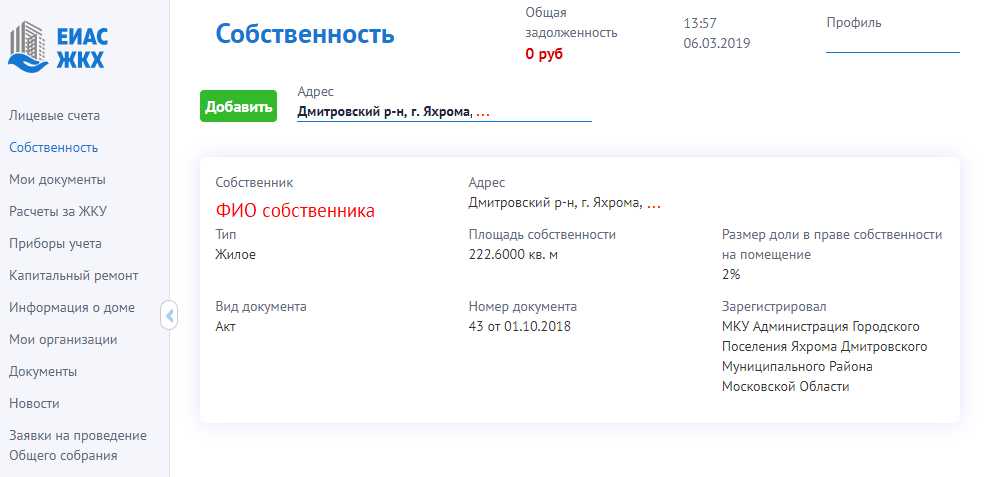 ЕИАС
ЖКХ
Лицевые счета
Собственность
Мои документы
Расчеты за ЖКУ
Приборы учета
Капитальный ремонт
Информация о доме
Мои организации
Документы
Новости
Заявки на проведение
Общего собрания
Собственность
Общая
задолженность
0 руб
13:57
06.03.2019
Профиль
Добавить
Адрес
Дмитровский р-н, г. Яхрома, ...
Собственник
ФИО собственника
Адрес
Дмитровский р-н, г. Яхрома, ...
Тип
Жилое
Площадь собственности
222.6000 кв. м
Размер доли в праве собственности
на помещение
2%
Вид документа
Акт
Номер документа
43 от 01.10.2018
Зарегистрировал
МКУ Администрация Городского
Поселения Яхрома Дмитровского
Муниципального Района
Московской Области